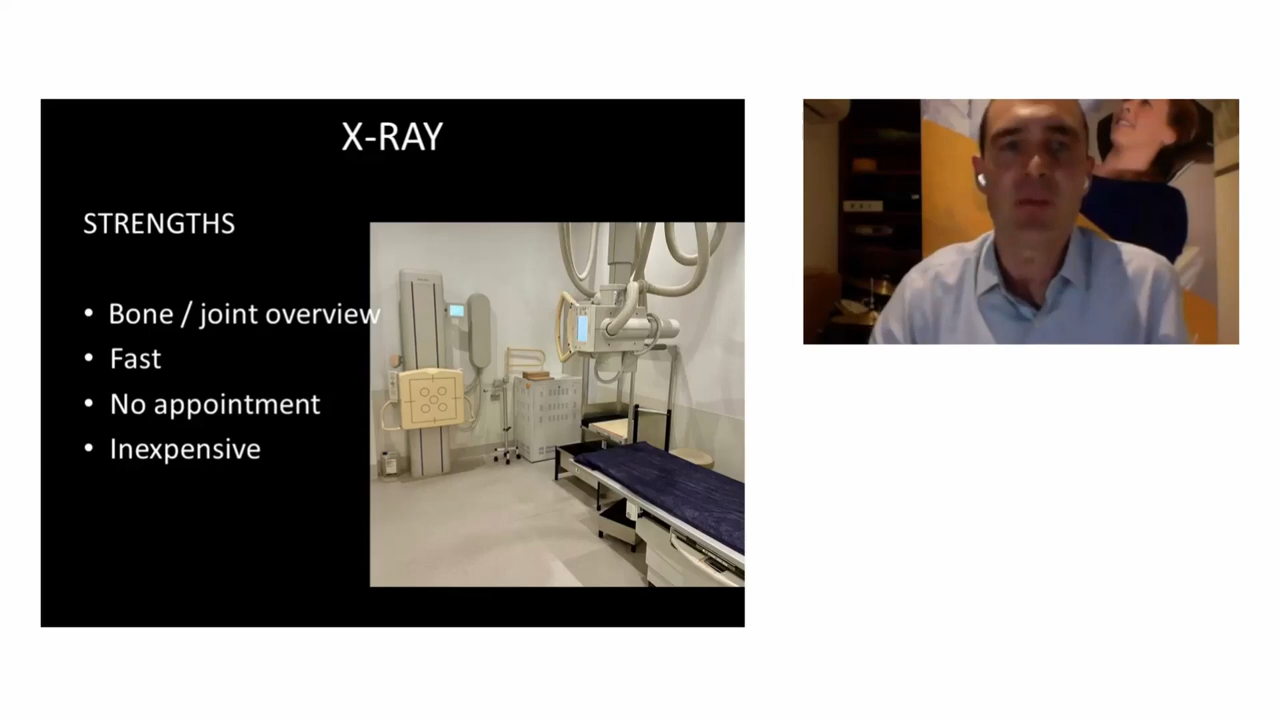 X-RAY
STRENGTHS
• Bone / joint overview
• Fast
• No appointment
• Inexpensive